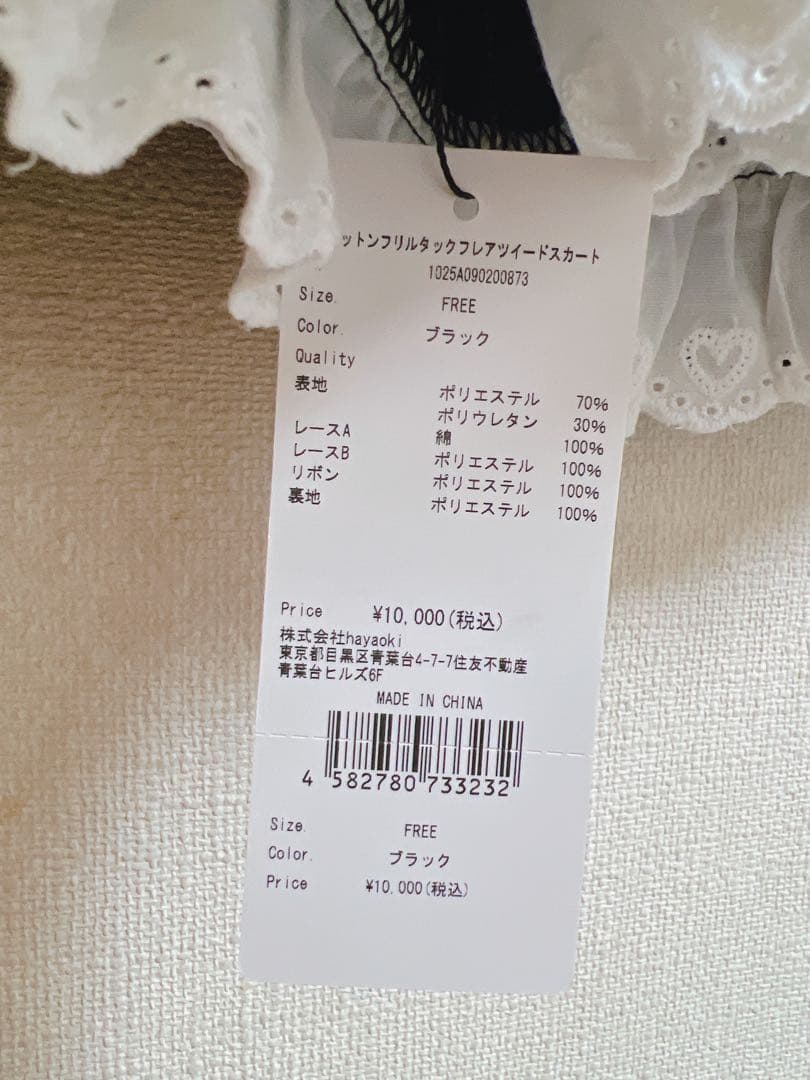 ットンフリルタックフレアツイードスカート
1025A090200873
Size. FREE
Color. ブラック
Quality
表地 ポリエステル 70%
ポリウレタン 30%
レースA 綿 100%
レースB ポリエステル 100%
リボン ポリエステル 100%
裏地 ポリエステル 100%
Price ¥10,000(税込)
株式会社hayaoki
東京都目黒区青葉台4-7-7住友不動産
青葉台ヒルズ6F
MADE IN CHINA
4 582780 733232
Size. FREE
Color. ブラック
Price ¥10,000(税込)